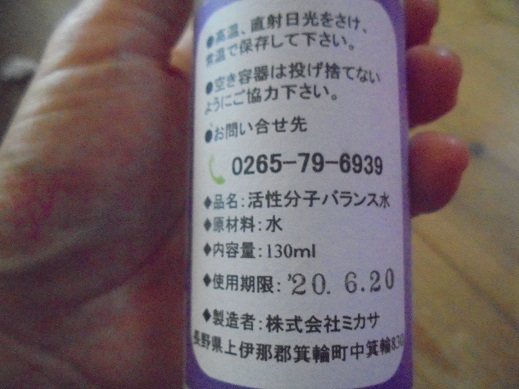 ●高温、直射日光をさけ、
常温で保存して下さい。
●空き容器は投げ捨てない
ようにご協力下さい。
●お問い合せ先
0265-79-6939
◆品名:活性分子バランス水
◆原材料:水
◆内容量:130ml
◆使用期限:'20. 6.20
◆製造者:株式会社ミカサ
長野県上伊那郡箕輪町中箕輪830